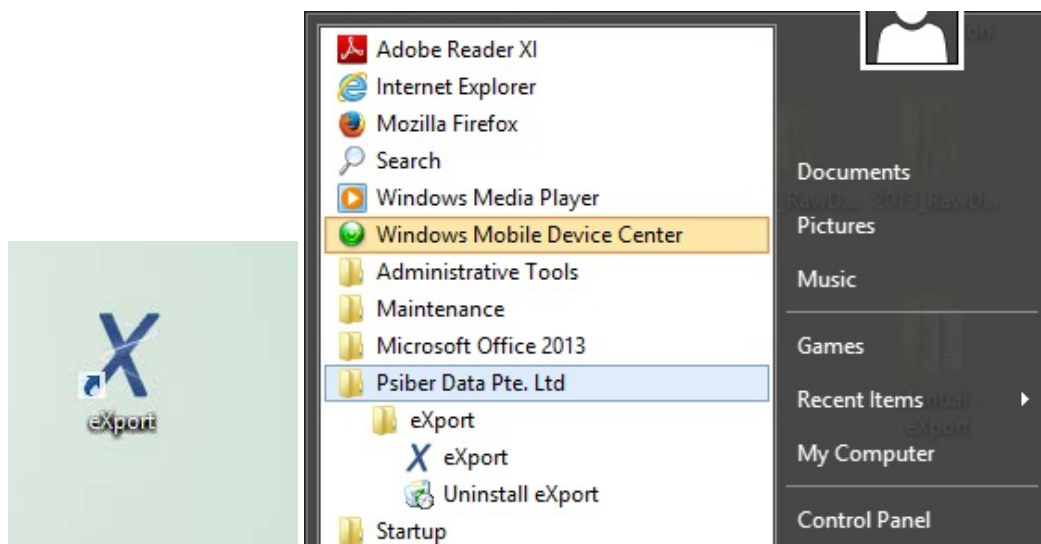 eXport
Adobe Reader XI
Internet Explorer
Mozilla Firefox
Search
Windows Media Player
Windows Mobile Device Center
Administrative Tools
Maintenance
Microsoft Office 2013
Psiber Data Pte. Ltd
eXport
eXport
Uninstall eXport
Startup
Documents
Pictures
Music
Games
Recent Items
My Computer
Control Panel